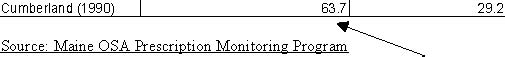 Cumberland (1990) 63.7 29.2
Source: Maine OSA Prescription Monitoring Program